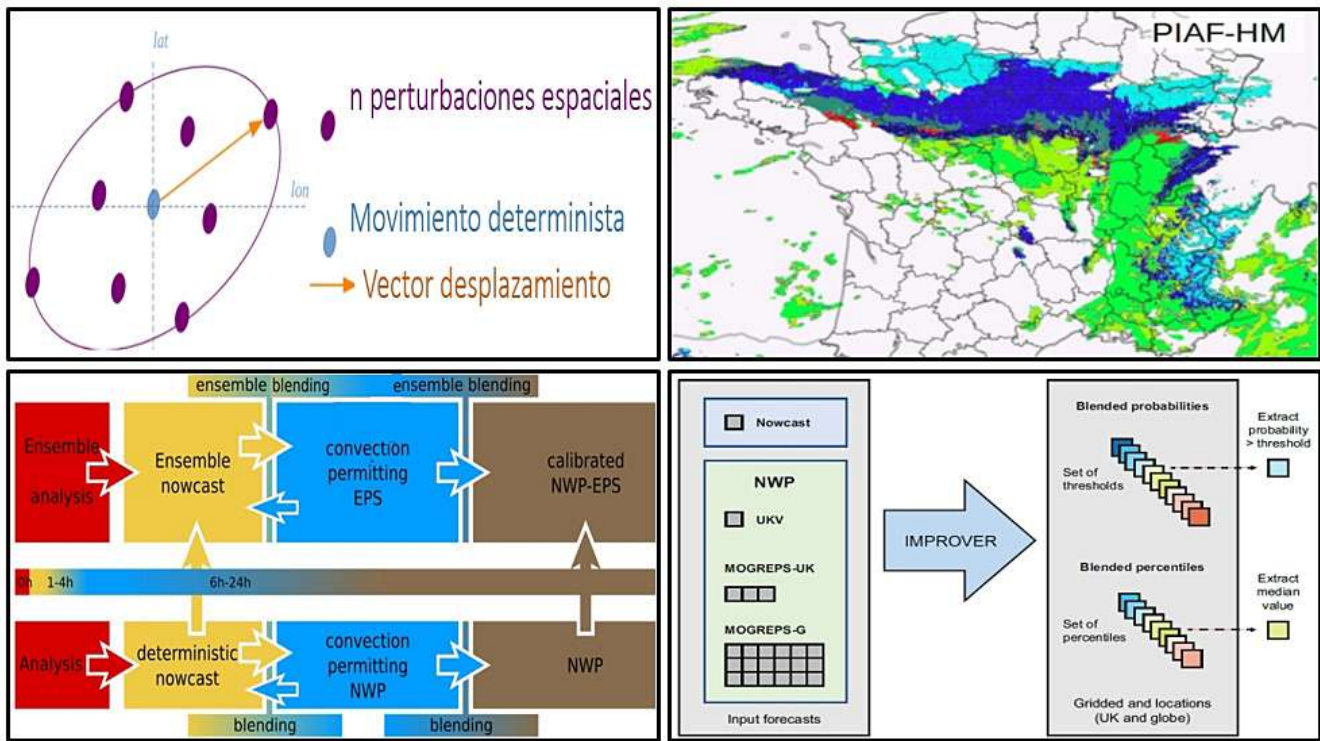 lat
n perturbaciones espaciales
lon
Movimiento determinista
Vector desplazamiento
PIAF-HM
ensemble blending
ensemble blending
Ensemble
analysis
Ensemble
nowcast
convection
permitting
EPS
calibrated
NWP-EPS
0h
1-4h
6h-24h
Analysis
deterministic
nowcast
convection
permitting
NWP
NWP
blending
blending
Nowcast
NWP
UKV
MOGREPS-UK
MOGREPS-G
Input forecasts
IMPROVER
Blended probabilities
Set of
thresholds
Extract
probability
> threshold
Blended percentiles
Set of
percentiles
Extract
median
value
Gridded and locations
(UK and globe)